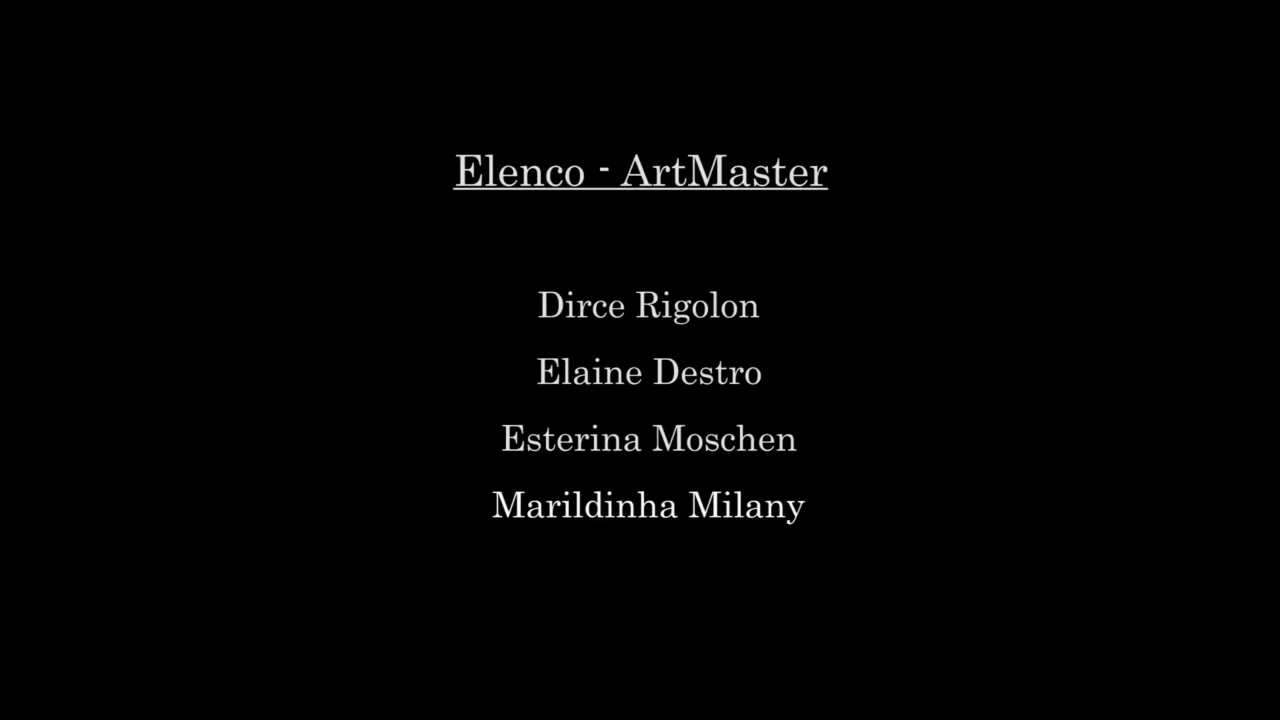 Elenco - ArtMaster
Dirce Rigolon
Elaine Destro
Esterina Moschen
Marildinha Milany